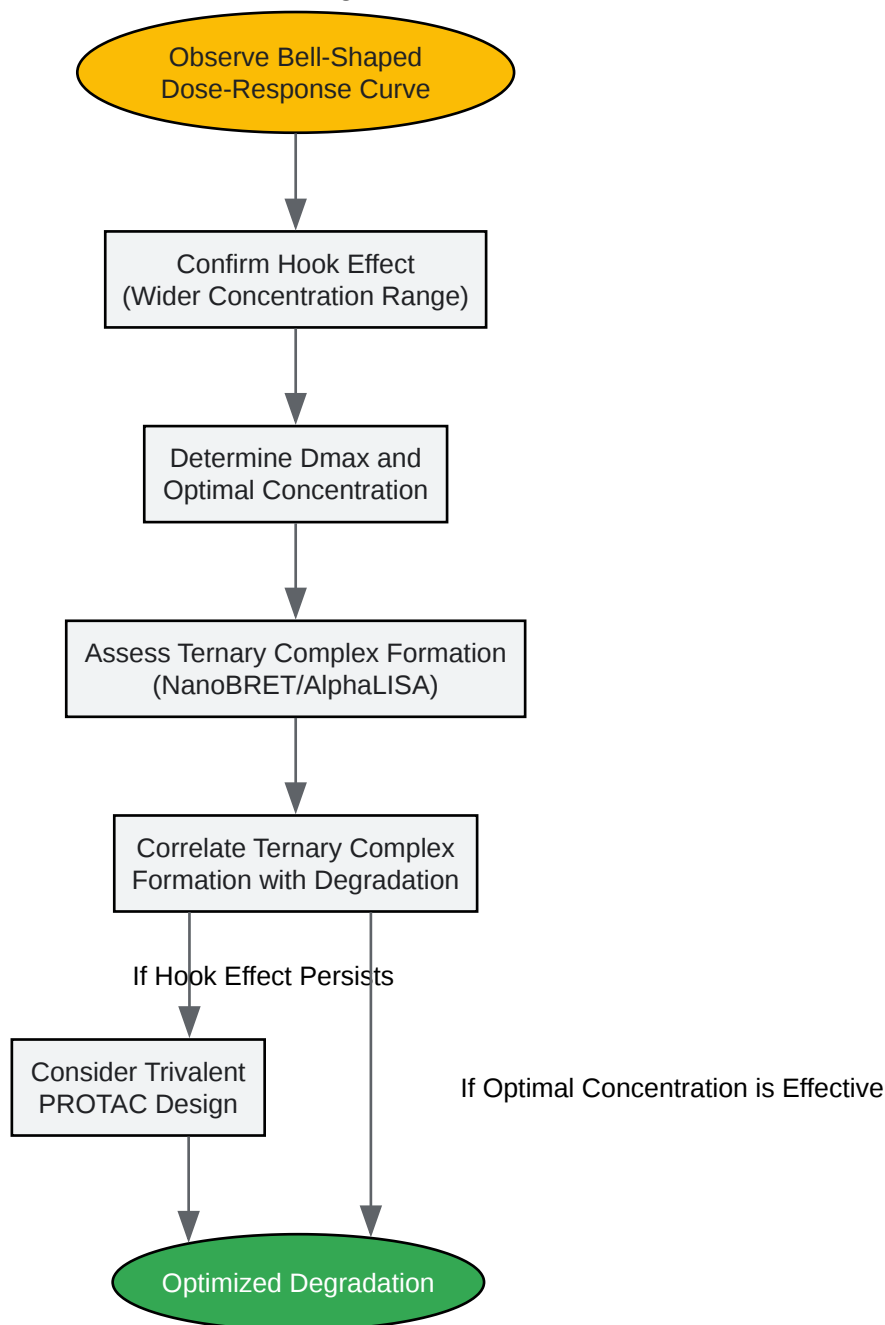 Observe Bell-Shaped
Dose-Response Curve
Confirm Hook Effect
(Wider Concentration Range)
Determine Dmax and
Optimal Concentration
Assess Ternary Complex Formation
(NanoBRET/AlphaLISA)
Correlate Ternary Complex
Formation with Degradation
If Hook Effect Persists
Consider Trivalent
PROTAC Design
If Optimal Concentration is Effective
Optimized Degradation